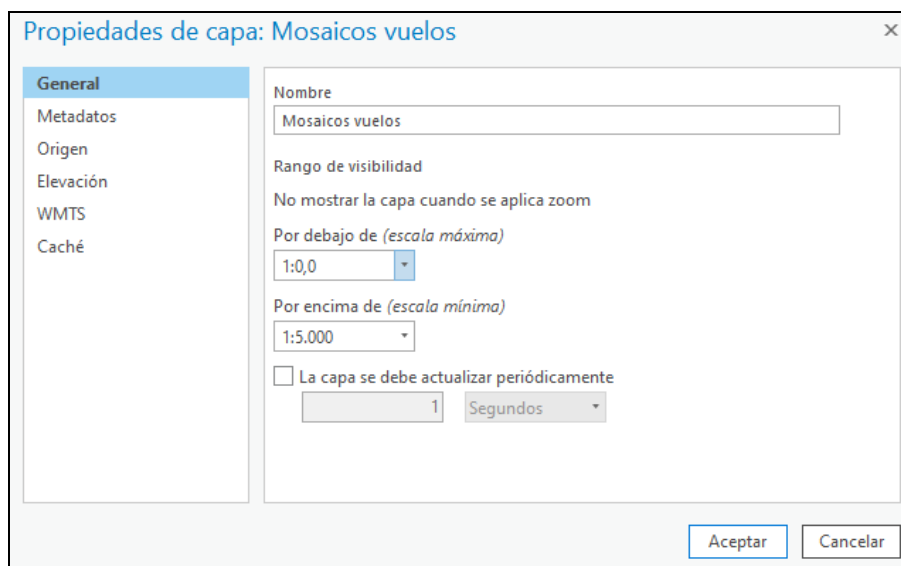 Propiedades de capa: Mosaicos vuelos
General
Metadatos
Origen
Elevación
WMTS
Caché
Nombre
Mosaicos vuelos
Rango de visibilidad
No mostrar la capa cuando se aplica zoom
Por debajo de (escala máxima)
1:0,0
Por encima de (escala mínima)
1:5.000
La capa se debe actualizar periódicamente
1 Segundos
Aceptar Cancelar